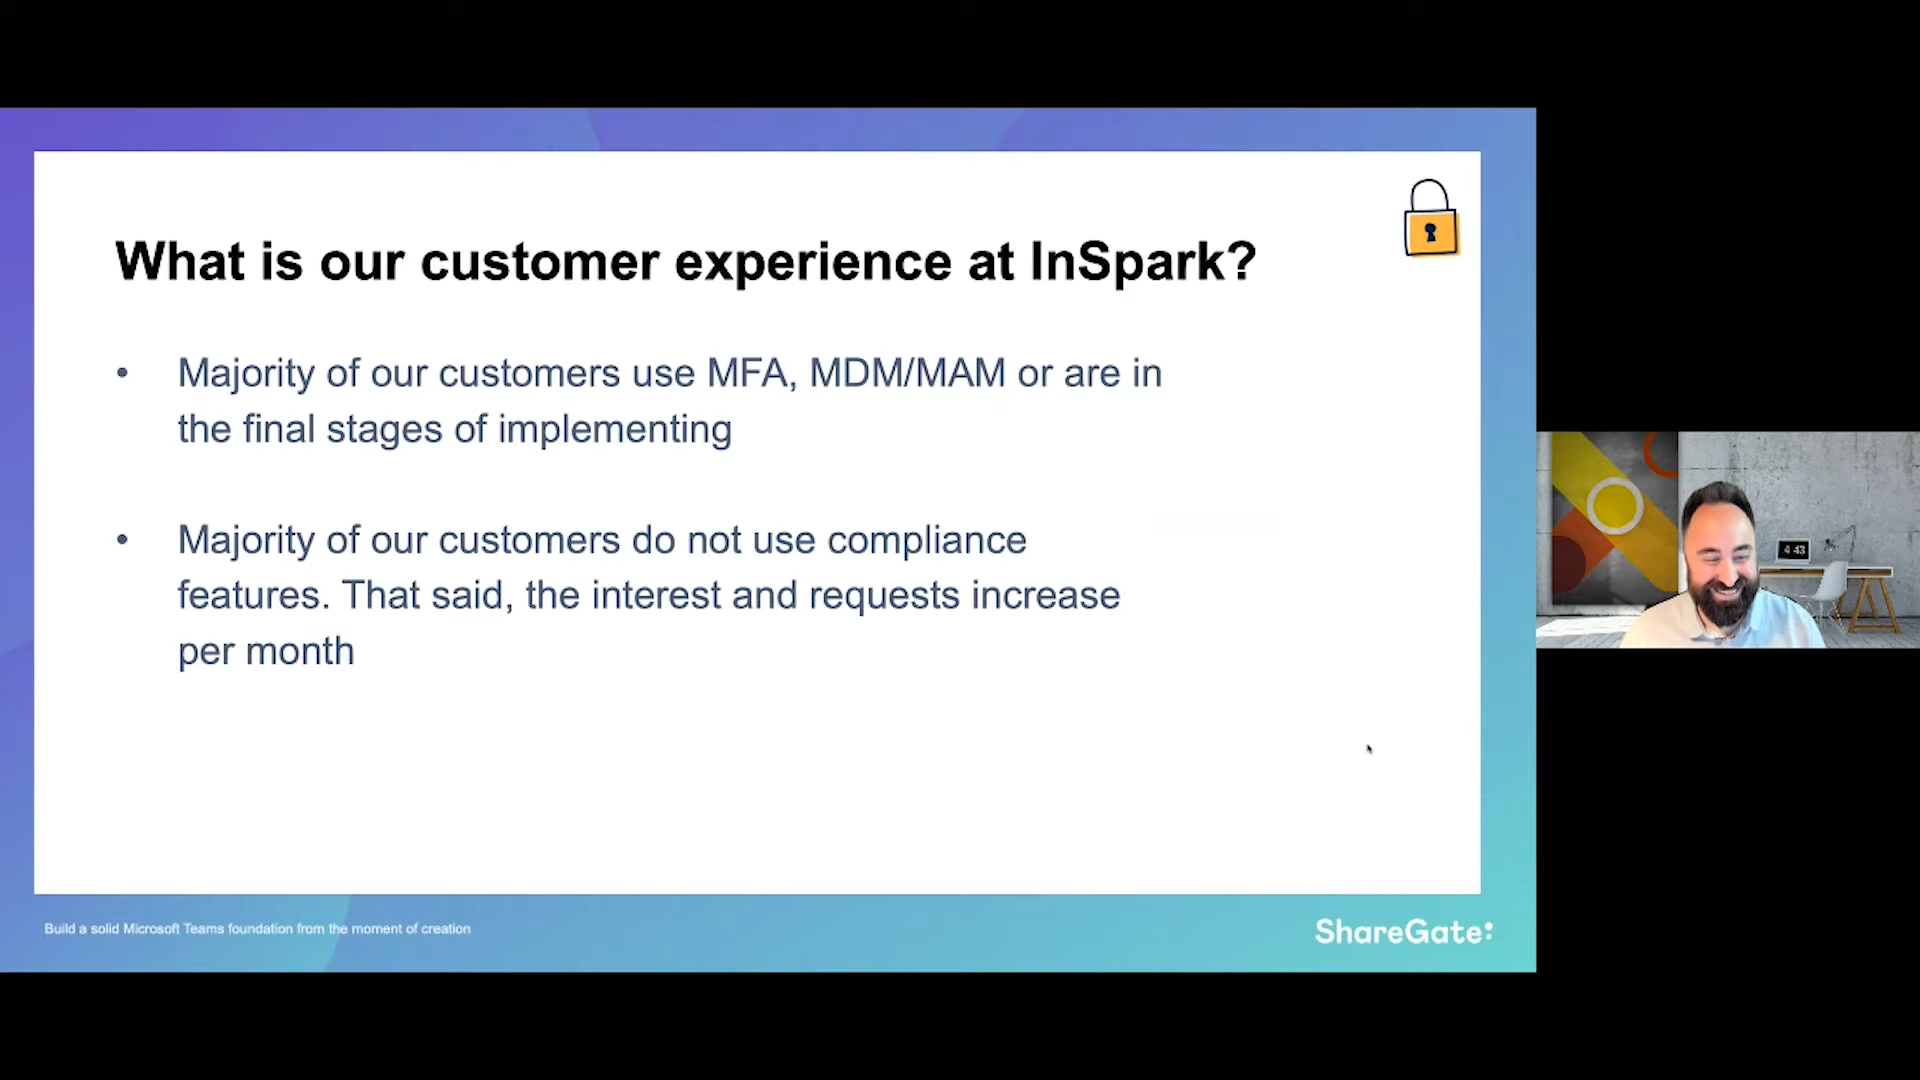 What is our customer experience at InSpark?
• Majority of our customers use MFA, MDM/MAM or are in
the final stages of implementing
• Majority of our customers do not use compliance
features. That said, the interest and requests increase
per month
4 43
Build a solid Microsoft Teams foundation from the moment of creation
ShareGate: